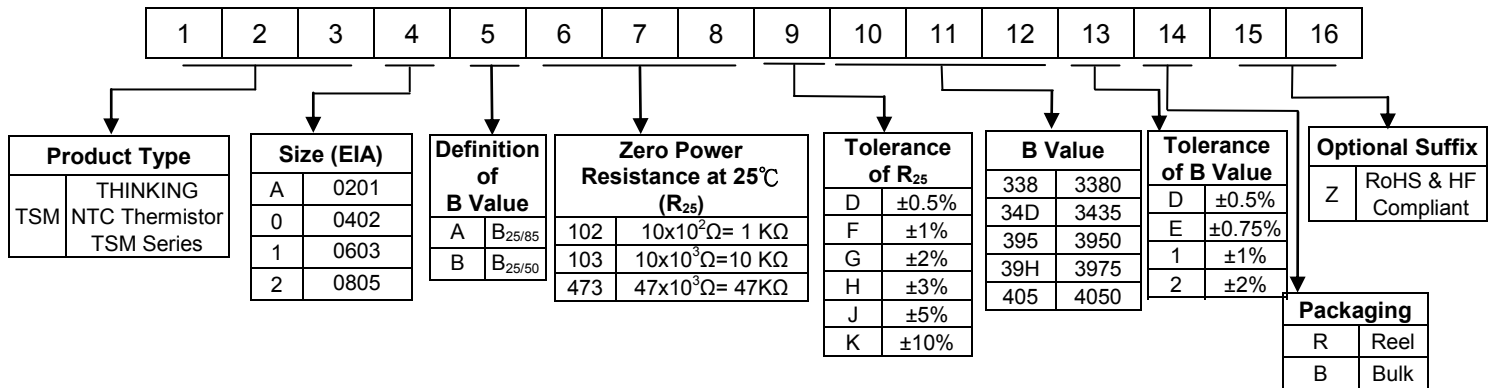 1 2 3 4 5 6 7 8 9 10 11 12 13 14 15 16
Product Type
TSM THINKING
NTC Thermistor
TSM Series
Size (EIA)
A 0201
0 0402
1 0603
2 0805
Definition
of
B Value
A B25/85
B B25/50
Zero Power
Resistance at 25℃
(R25)
102 10x10²Ω= 1 KΩ
103 10x10³Ω=10 KΩ
473 47x10³Ω= 47KΩ
Tolerance
of R25
D ±0.5%
F ±1%
G ±2%
H ±3%
J ±5%
K ±10%
B Value
338 3380
34D 3435
395 3950
39H 3975
405 4050
Tolerance
of B Value
D ±0.5%
E ±0.75%
1 ±1%
2 ±2%
Packaging
R Reel
B Bulk
Optional Suffix
Z RoHS & HF
Compliant